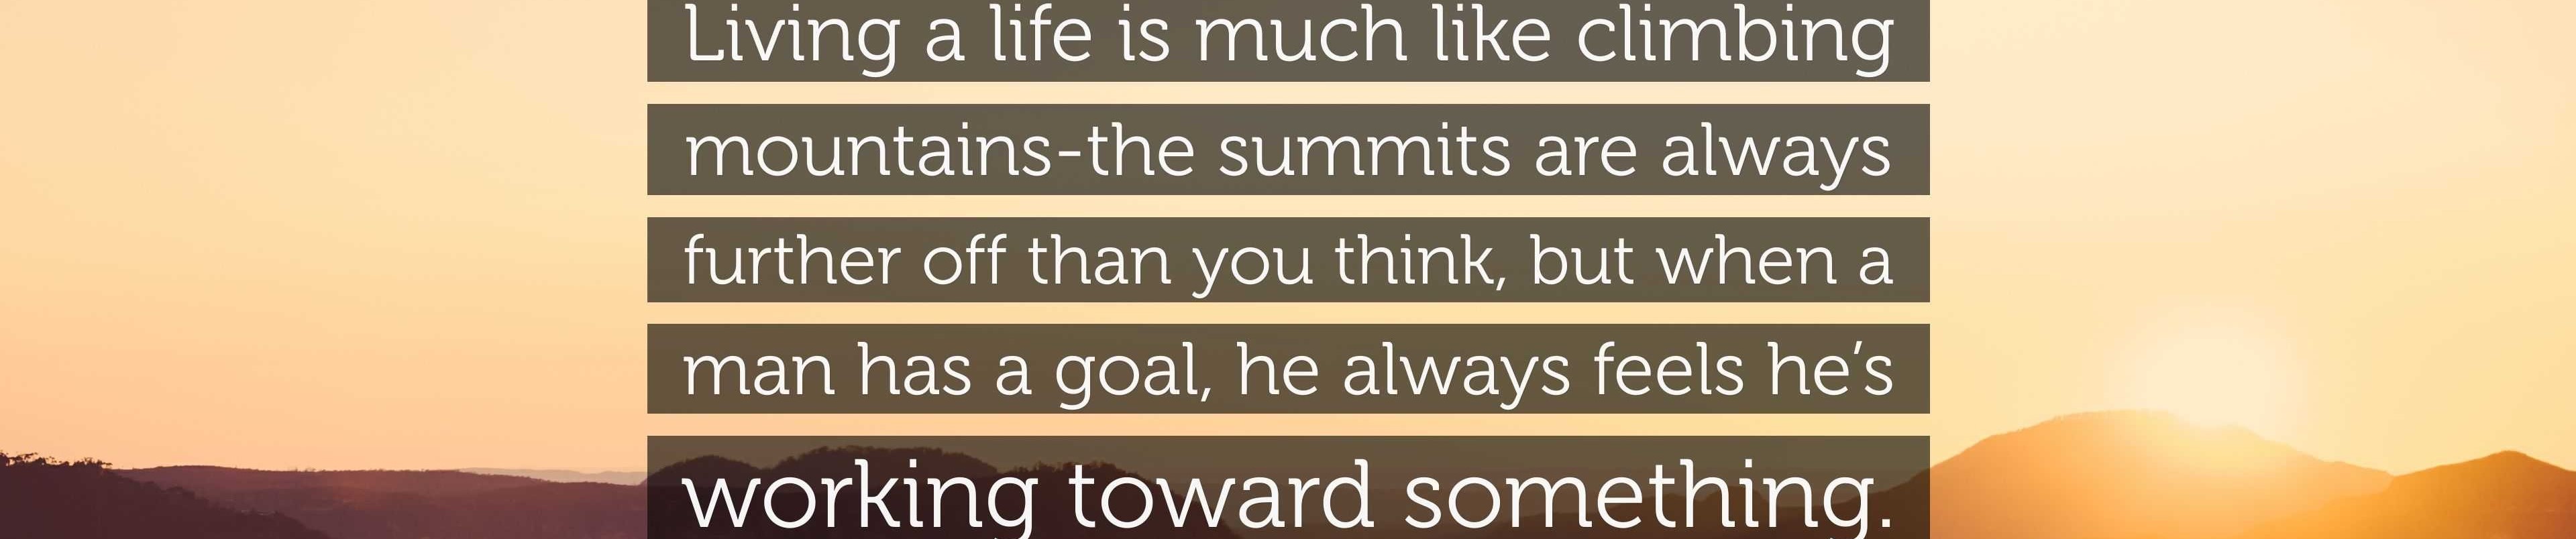 Living a life is much like climbing
mountains-the summits are always
further off than you think, but when a
man has a goal, he always feels he’s
working toward something.